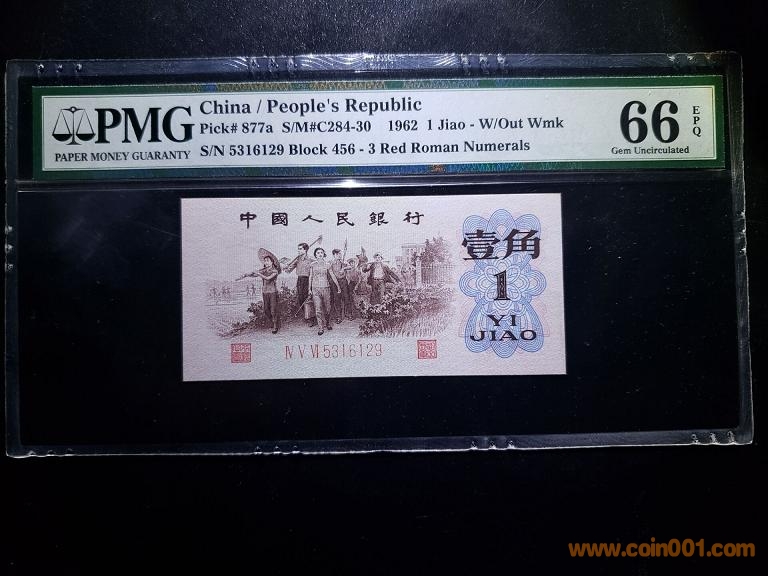 PMG
PAPER MONEY GUARANTY
China / People's Republic
Pick# 877a S/M#C284-30 1962 1 Jiao - W/Out Wmk
S/N 5316129 Block 456 - 3 Red Roman Numerals
66
EPQ
Gem Uncirculated
中國人民銀行
壹角
1
YI
JIAO
Ⅳ Ⅴ Ⅵ 5316129
www.coin001.com